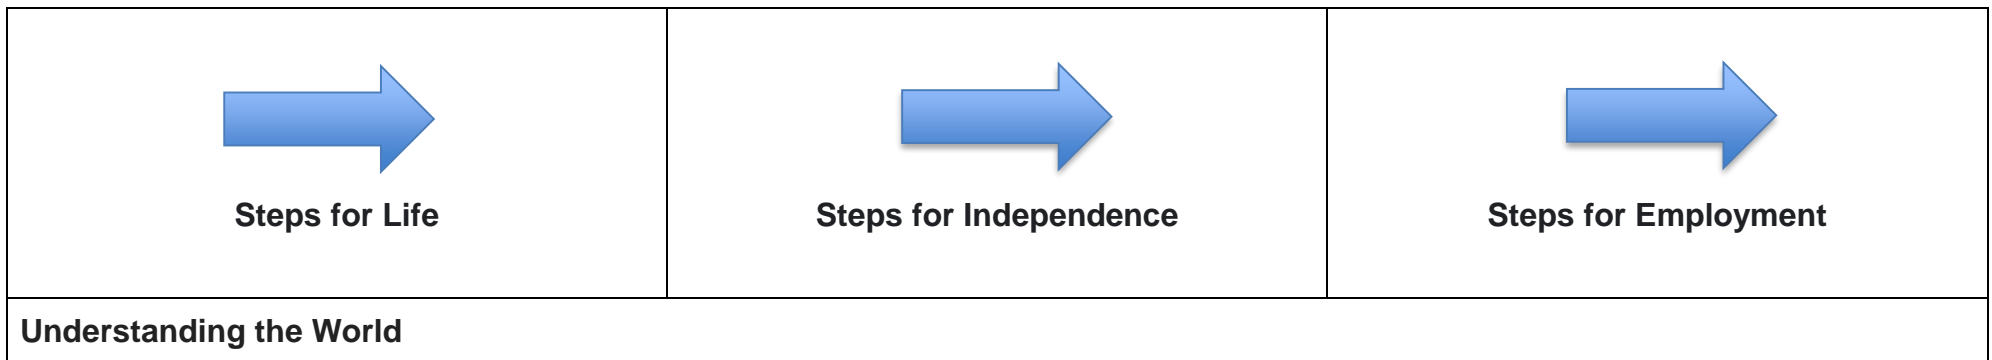 Steps for Life
Steps for Independence
Steps for Employment
Understanding the World